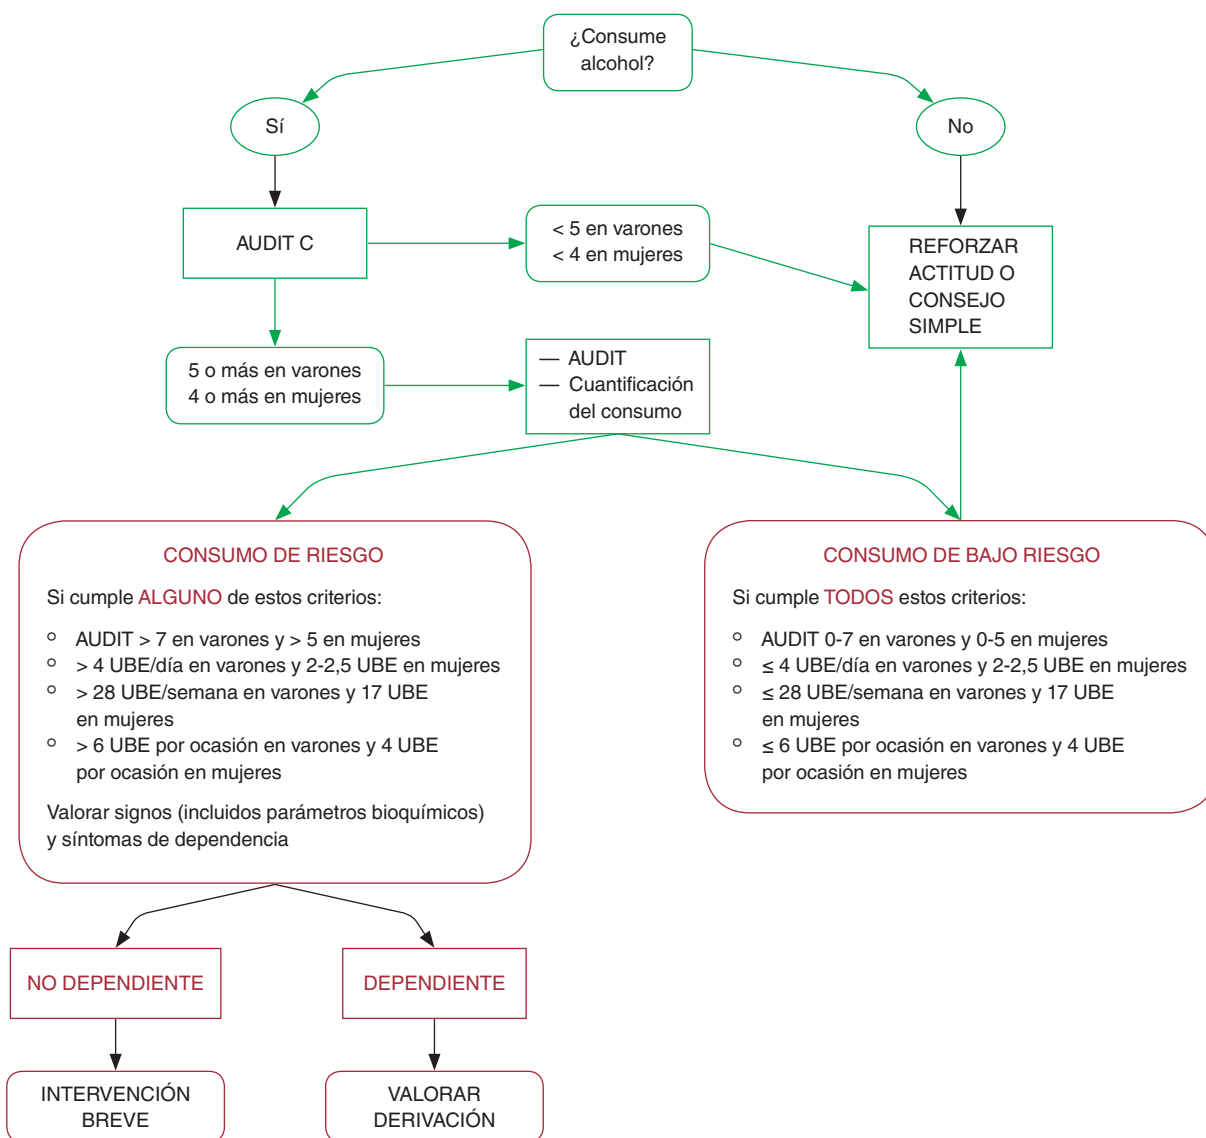 ¿Consume
alcohol?
Sí
No
AUDIT C
< 5 en varones
< 4 en mujeres
REFORZAR
ACTITUD O
CONSEJO
SIMPLE
5 o más en varones
4 o más en mujeres
— AUDIT
— Cuantificación
del consumo
CONSUMO DE RIESGO
Si cumple ALGUNO de estos criterios:
° AUDIT > 7 en varones y > 5 en mujeres
° > 4 UBE/día en varones y 2-2,5 UBE en mujeres
° > 28 UBE/semana en varones y 17 UBE
en mujeres
° > 6 UBE por ocasión en varones y 4 UBE
por ocasión en mujeres
Valorar signos (incluidos parámetros bioquímicos)
y síntomas de dependencia
CONSUMO DE BAJO RIESGO
Si cumple TODOS estos criterios:
° AUDIT 0-7 en varones y 0-5 en mujeres
° ≤ 4 UBE/día en varones y 2-2,5 UBE en mujeres
° ≤ 28 UBE/semana en varones y 17 UBE
en mujeres
° ≤ 6 UBE por ocasión en varones y 4 UBE
por ocasión en mujeres
NO DEPENDIENTE
DEPENDIENTE
INTERVENCIÓN
BREVE
VALORAR
DERIVACIÓN